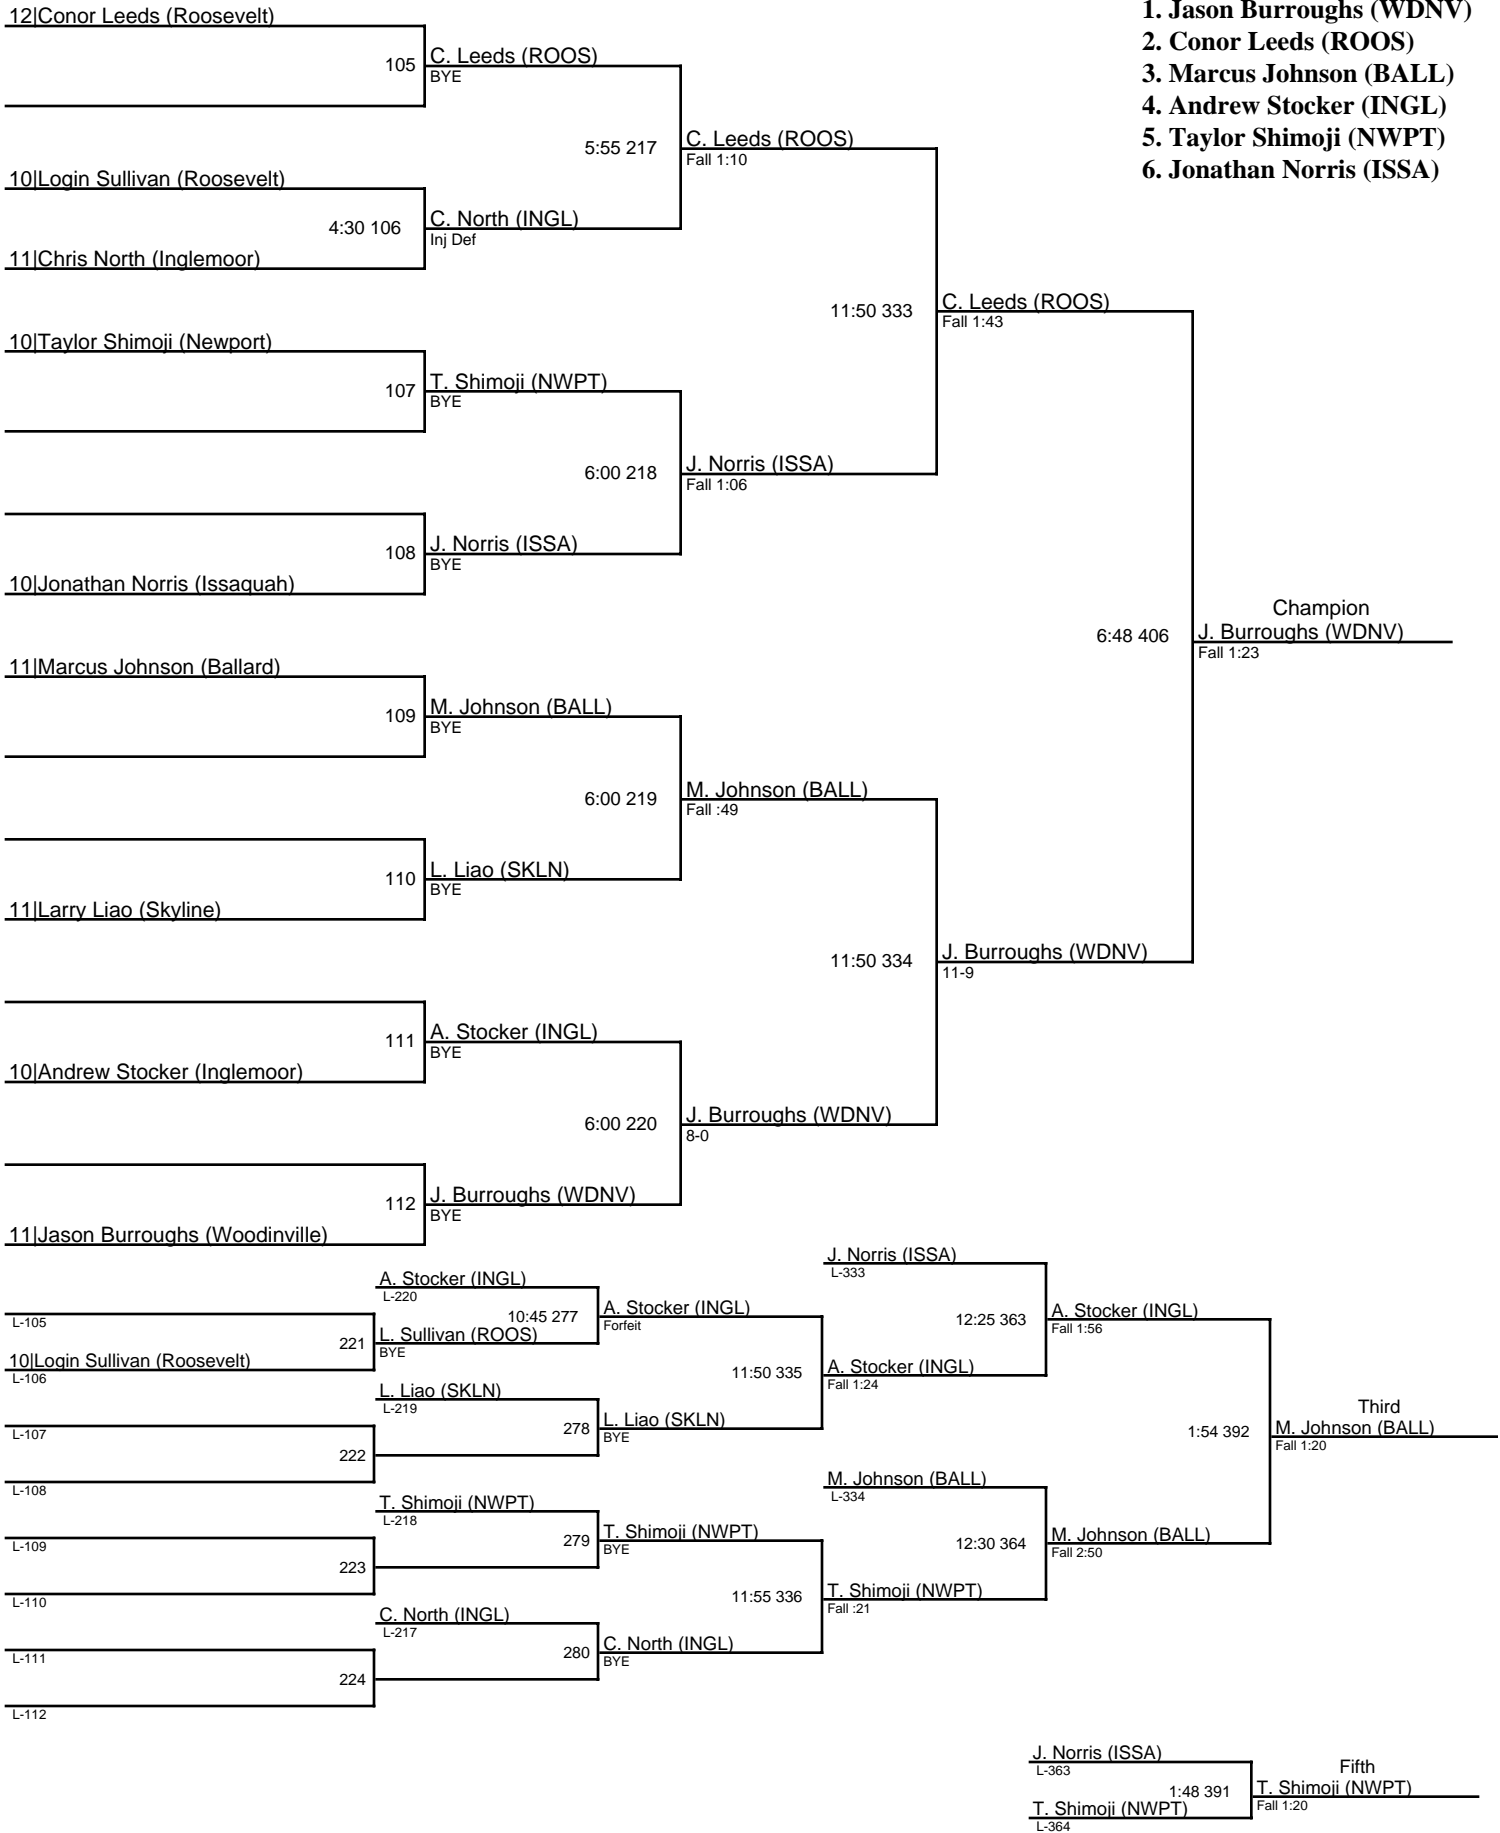 1. Jason Burroughs (WDNV)
2. Conor Leeds (ROOS)
3. Marcus Johnson (BALL)
4. Andrew Stocker (INGL)
5. Taylor Shimoji (NWPT)
6. Jonathan Norris (ISSA)
12|Conor Leeds (Roosevelt)
105
C. Leeds (ROOS)
BYE
5:55 217
C. Leeds (ROOS)
Fall 1:10
10|Login Sullivan (Roosevelt)
4:30 106
C. North (INGL)
Inj Def
11|Chris North (Inglemoor)
11:50 333
C. Leeds (ROOS)
Fall 1:43
10|Taylor Shimoji (Newport)
107
T. Shimoji (NWPT)
BYE
6:00 218
J. Norris (ISSA)
Fall 1:06
108
J. Norris (ISSA)
BYE
10|Jonathan Norris (Issaquah)
6:48 406
Champion
J. Burroughs (WDNV)
Fall 1:23
11|Marcus Johnson (Ballard)
109
M. Johnson (BALL)
BYE
6:00 219
M. Johnson (BALL)
Fall :49
110
L. Liao (SKLN)
BYE
11|Larry Liao (Skyline)
11:50 334
J. Burroughs (WDNV)
11-9
111
A. Stocker (INGL)
BYE
10|Andrew Stocker (Inglemoor)
6:00 220
J. Burroughs (WDNV)
8-0
112
J. Burroughs (WDNV)
BYE
11|Jason Burroughs (Woodinville)
J. Norris (ISSA)
L-333
A. Stocker (INGL)
L-220
10:45 277
A. Stocker (INGL)
Forfeit
12:25 363
A. Stocker (INGL)
Fall 1:56
L-105
221
L. Sullivan (ROOS)
BYE
10|Login Sullivan (Roosevelt)
L-106
11:50 335
A. Stocker (INGL)
Fall 1:24
L. Liao (SKLN)
L-219
278
L. Liao (SKLN)
BYE
L-107
222
L-108
1:54 392
Third
M. Johnson (BALL)
Fall 1:20
M. Johnson (BALL)
L-334
T. Shimoji (NWPT)
L-218
279
T. Shimoji (NWPT)
BYE
12:30 364
M. Johnson (BALL)
Fall 2:50
L-109
223
L-110
11:55 336
T. Shimoji (NWPT)
Fall :21
C. North (INGL)
L-217
280
C. North (INGL)
BYE
L-111
224
L-112
J. Norris (ISSA)
L-363
1:48 391
Fifth
T. Shimoji (NWPT)
Fall 1:20
T. Shimoji (NWPT)
L-364